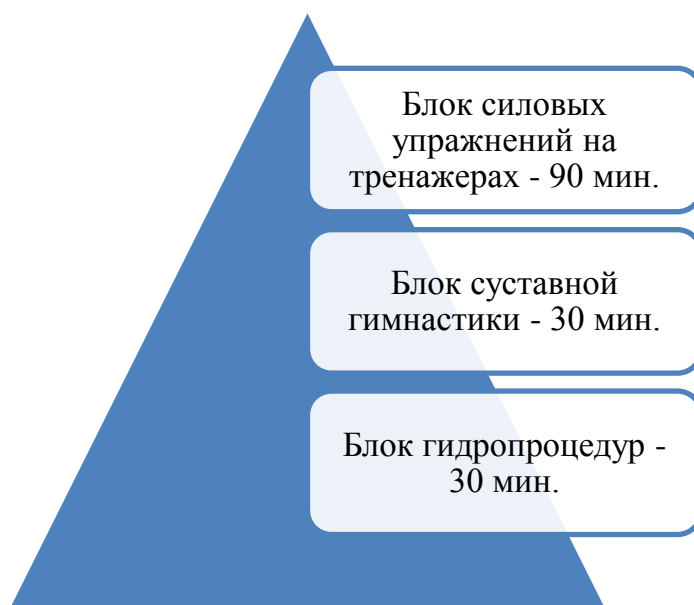 Блок силовых
упражнений на
тренажерах - 90 мин.
Блок суставной
гимнастики - 30 мин.
Блок гидропроцедур -
30 мин.